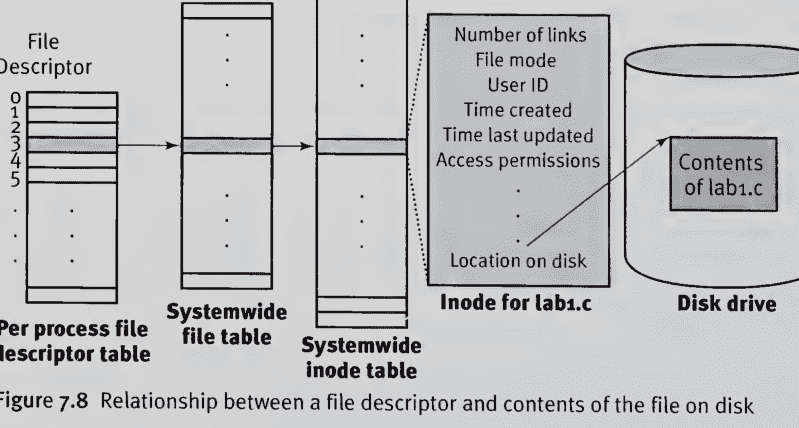 File
Descriptor
0
1
2
3
4
5
Per process file
descriptor table
Systemwide
file table
Systemwide
inode table
Number of links
File mode
User ID
Time created
Time last updated
Access permissions
Location on disk
Inode for lab1.c
Contents
of lab1.c
Disk drive
Figure 7.8 Relationship between a file descriptor and contents of the file on disk